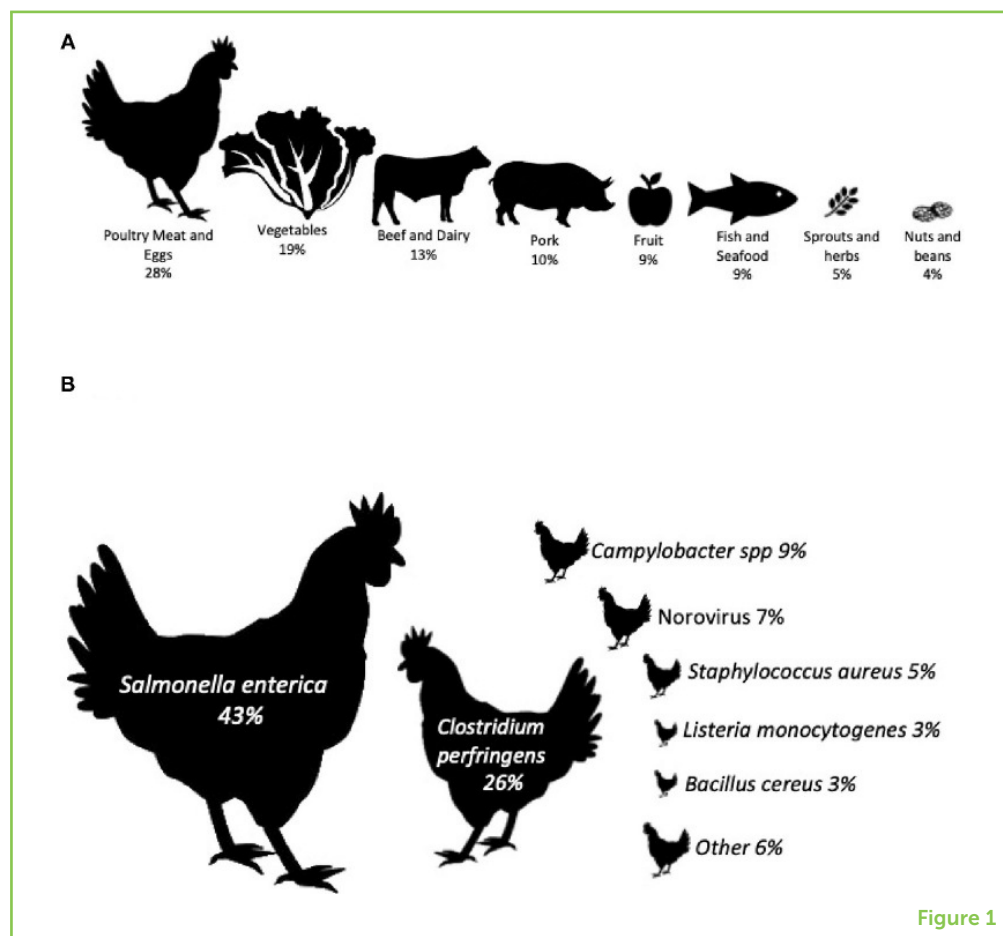 A
Poultry Meat and
Eggs
28%
Vegetables
19%
Beef and Dairy
13%
Pork
10%
Fruit
9%
Fish and
Seafood
9%
Sprouts and
herbs
5%
Nuts and
beans
4%
B
Salmonella enterica
43%
Clostridium
perfringens
26%
Campylobacter spp 9%
Norovirus 7%
Staphylococcus aureus 5%
Listeria monocytogenes 3%
Bacillus cereus 3%
Other 6%
Figure 1